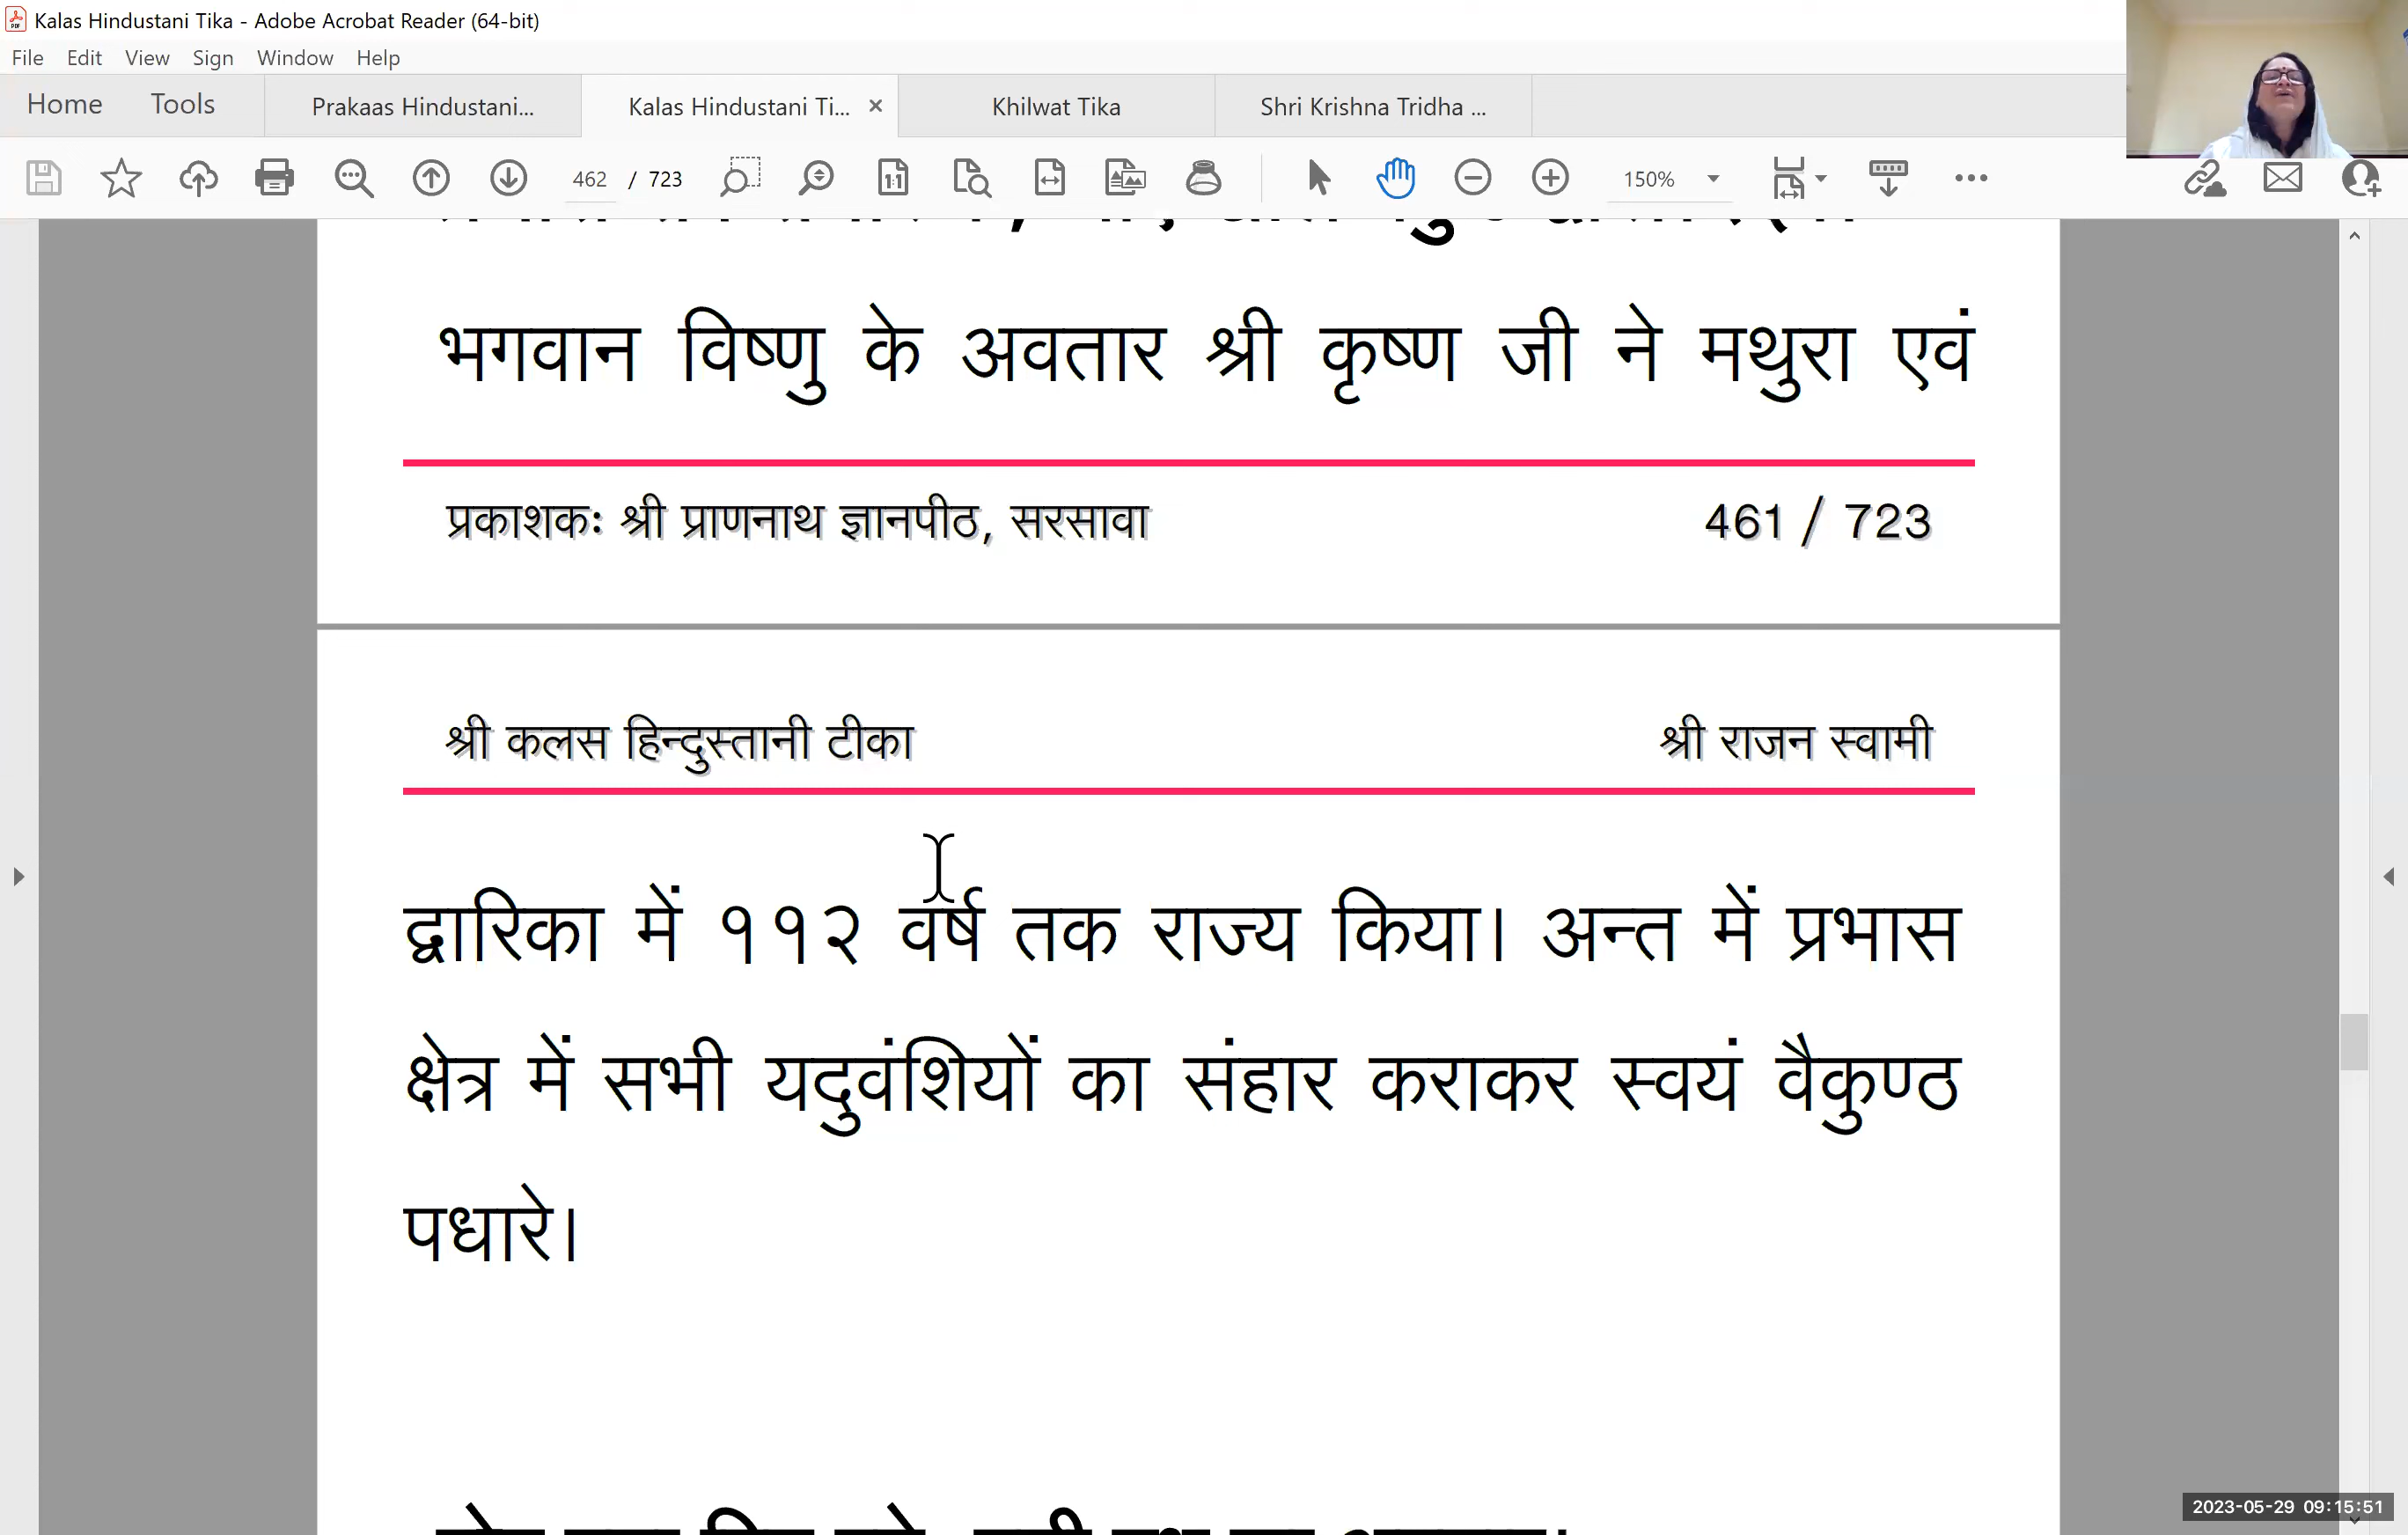 Kalas Hindustani Tika - Adobe Acrobat Reader (64-bit)
File Edit View Sign Window Help
Home Tools Prakaas Hindustani... Kalas Hindustani Ti... × Khilwat Tika Shri Krishna Tridha ...
462 / 723 1:1 150%
भगवान विष्णु के अवतार श्री कृष्ण जी ने मथुरा एवं
प्रकाशकः श्री प्राणनाथ ज्ञानपीठ, सरसावा 461 / 723
श्री कलस हिन्दुस्तानी टीका श्री राजन स्वामी
द्वारिका में ११२ वर्ष तक राज्य किया। अन्त में प्रभास
क्षेत्र में सभी यदुवंशियों का संहार कराकर स्वयं वैकुण्ठ
पधारे।
2023-05-29 09:15:51